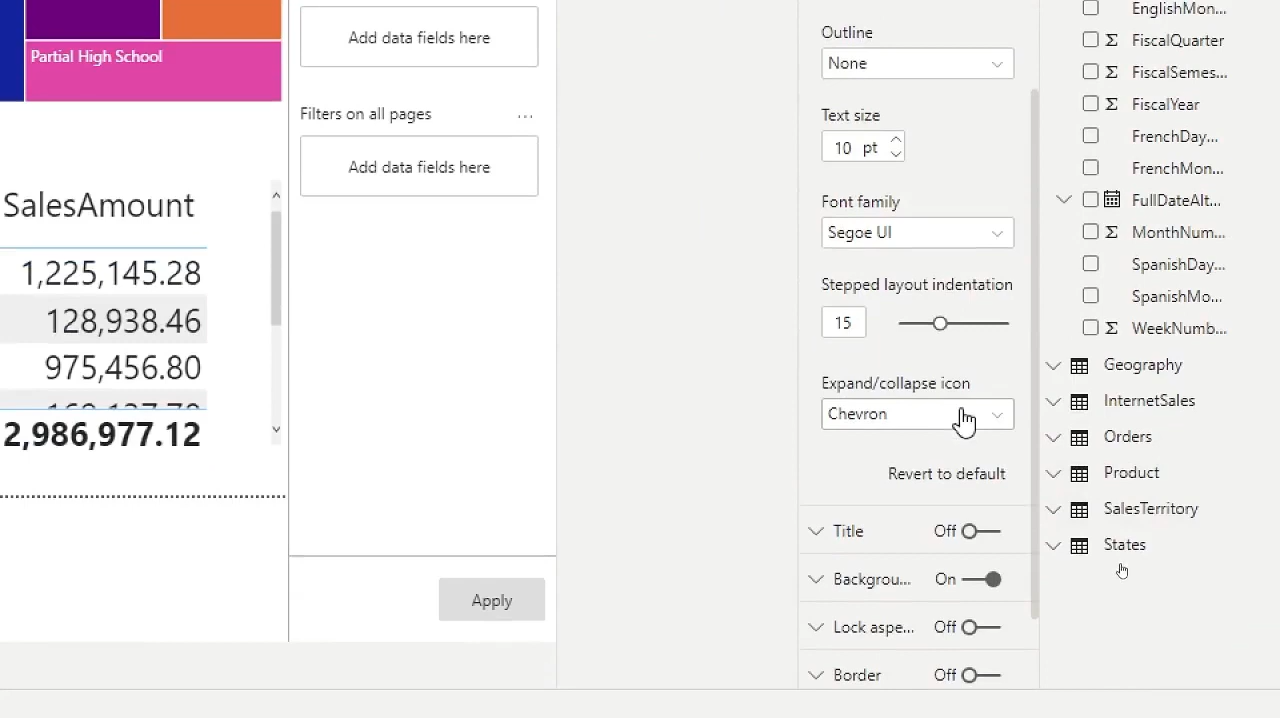 Partial High School
SalesAmount
1,225,145.28
128,938.46
975,456.80
2,986,977.12
Add data fields here
Filters on all pages ...
Add data fields here
Apply
Outline
None
Text size
10 pt
Font family
Segoe UI
Stepped layout indentation
15
Expand/collapse icon
Chevron
Revert to default
Title Off
Backgrou... On
Lock aspe... Off
Border Off
EnglishMon...
Σ FiscalQuarter
Σ FiscalSemes...
Σ FiscalYear
FrenchDay...
FrenchMon...
FullDateAlt...
Σ MonthNum...
SpanishDay...
SpanishMo...
Σ WeekNumb...
Geography
InternetSales
Orders
Product
SalesTerritory
States